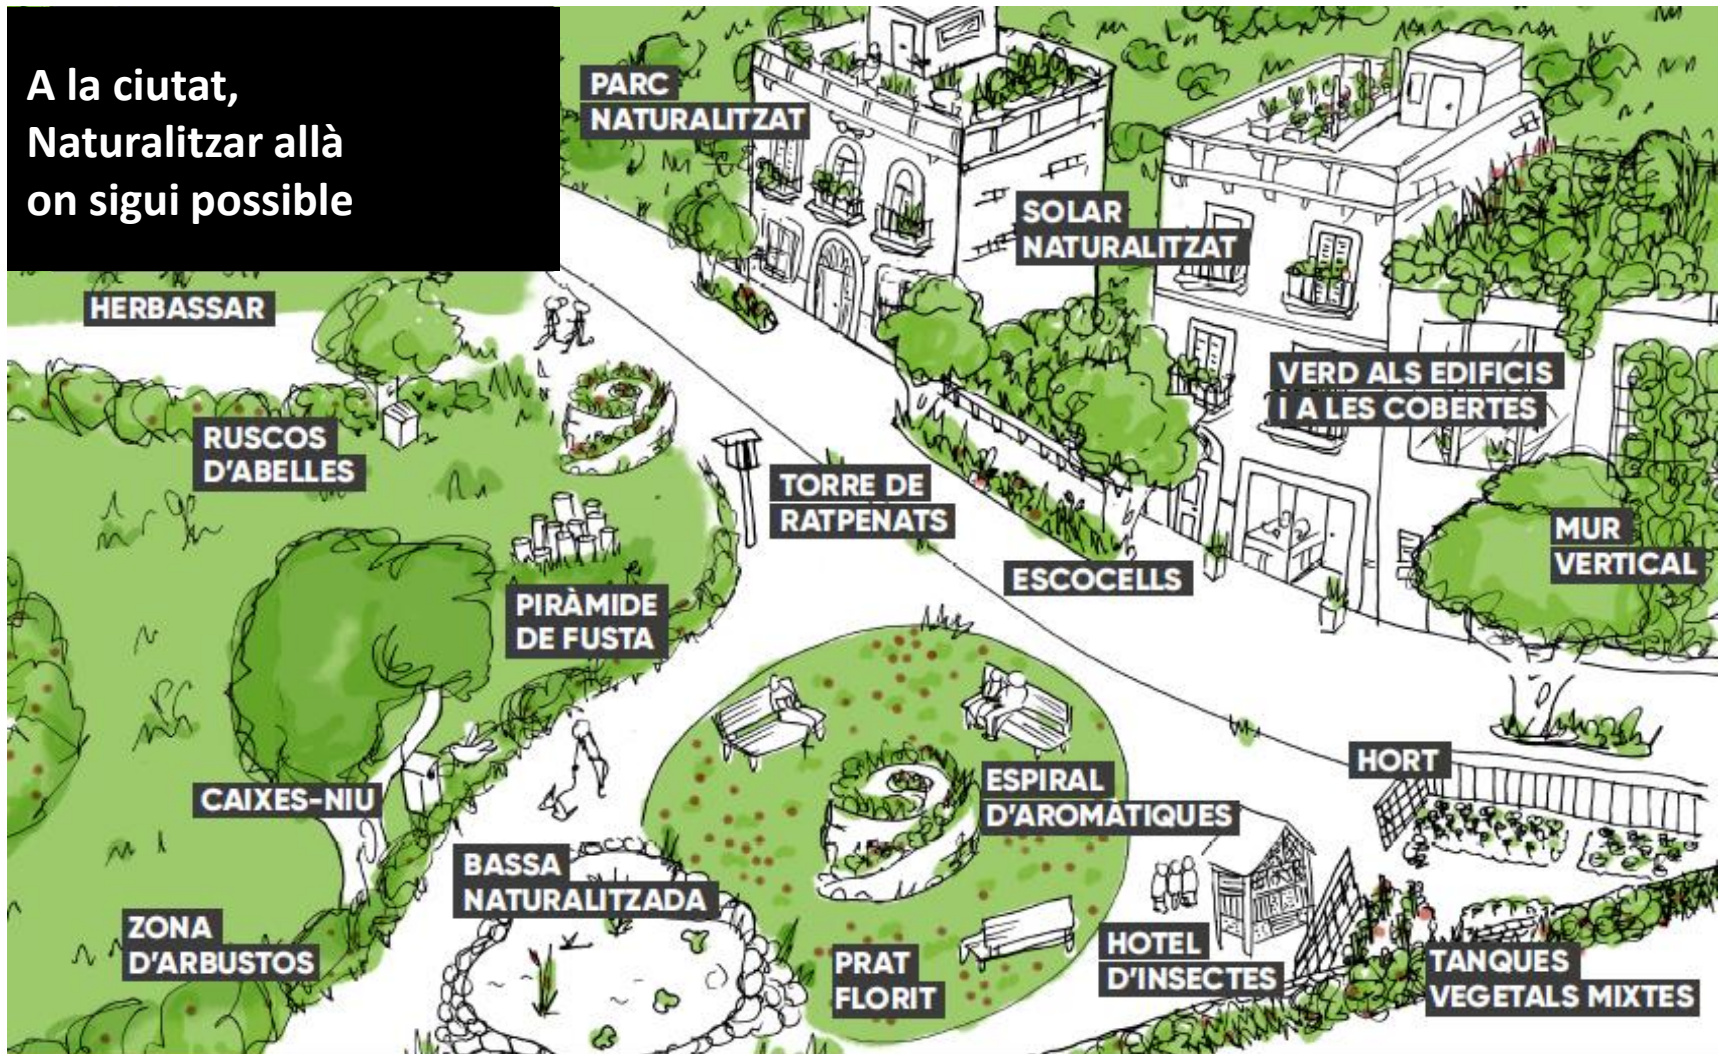 A la ciutat,
Naturalitzar allà
on sigui possible
PARC
NATURALITZAT
SOLAR
NATURALITZAT
HERBASSAR
VERD ALS EDIFICIS
I A LES COBERTES
RUSCOS
D'ABELLES
TORRE DE
RATPENATS
MUR
VERTICAL
ESCOCELLS
PIRÀMIDE
DE FUSTA
HORT
CAIXES-NIU
ESPIRAL
D'AROMÀTIQUES
BASSA
NATURALITZADA
ZONA
D'ARBUSTOS
PRAT
FLORIT
HOTEL
D'INSECTES
TANQUES
VEGETALS MIXTES